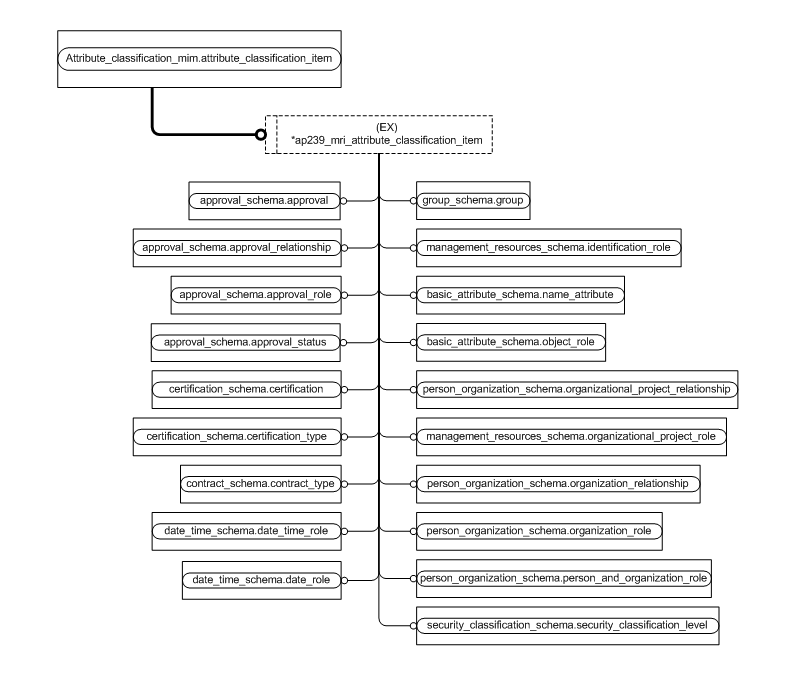 Attribute_classification_mim.attribute_classification_item
(EX)
*ap239_mri_attribute_classification_item
approval_schema.approval
group_schema.group
approval_schema.approval_relationship
management_resources_schema.identification_role
approval_schema.approval_role
basic_attribute_schema.name_attribute
approval_schema.approval_status
basic_attribute_schema.object_role
certification_schema.certification
person_organization_schema.organizational_project_relationship
certification_schema.certification_type
management_resources_schema.organizational_project_role
contract_schema.contract_type
person_organization_schema.organization_relationship
date_time_schema.date_time_role
person_organization_schema.organization_role
date_time_schema.date_role
person_organization_schema.person_and_organization_role
security_classification_schema.security_classification_level